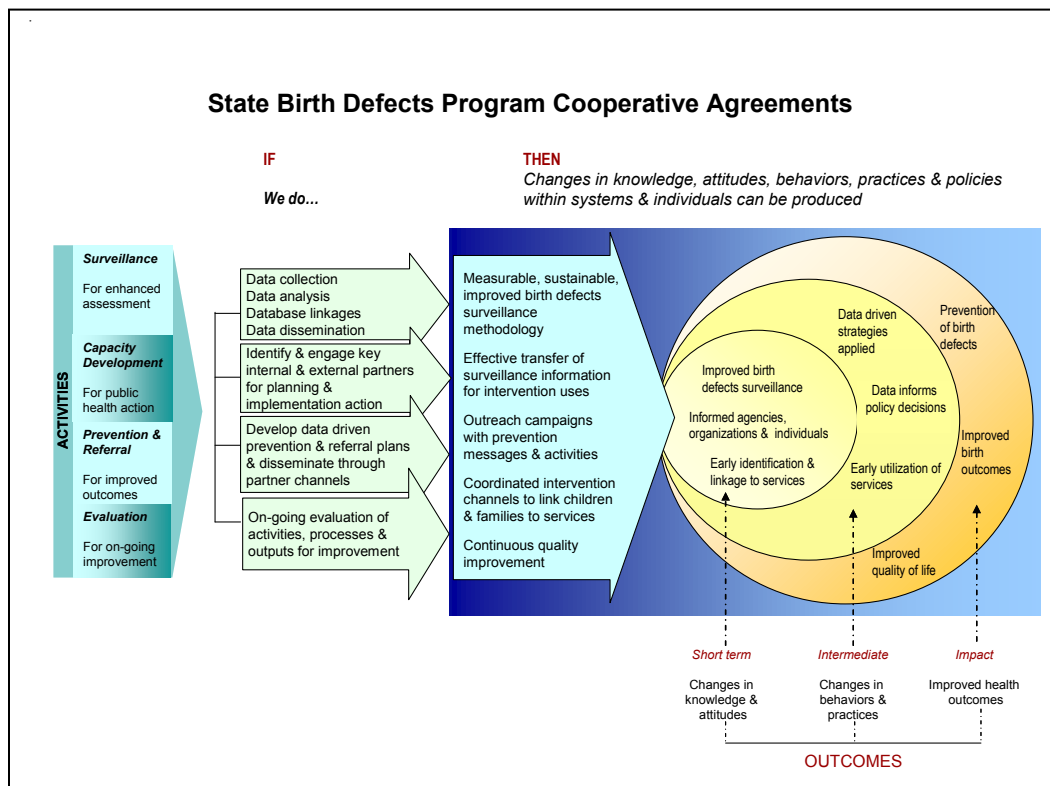 State Birth Defects Program Cooperative Agreements
IF
We do…
THEN
Changes in knowledge, attitudes, behaviors, practices & policies
within systems & individuals can be produced
ACTIVITIES
Surveillance
For enhanced
assessment
Capacity
Development
For public
health action
Prevention &
Referral
For improved
outcomes
Evaluation
For on-going
improvement
Data collection
Data analysis
Database linkages
Data dissemination
Identify & engage key
internal & external partners
for planning &
implementation action
Develop data driven
prevention & referral plans
& disseminate through
partner channels
On-going evaluation of
activities, processes &
outputs for improvement
Measurable, sustainable,
improved birth defects
surveillance
methodology
Effective transfer of
surveillance information
for intervention uses
Outreach campaigns
with prevention
messages & activities
Coordinated intervention
channels to link children
& families to services
Continuous quality
improvement
Improved birth
defects surveillance
Informed agencies,
organizations & individuals
Early identification &
linkage to services
Data driven
strategies
applied
Data informs
policy decisions
Early utilization of
services
Prevention
of birth
defects
Improved
birth
outcomes
Improved
quality of life
Short term
Changes in
knowledge &
attitudes
Intermediate
Changes in
behaviors &
practices
Impact
Improved health
outcomes
OUTCOMES